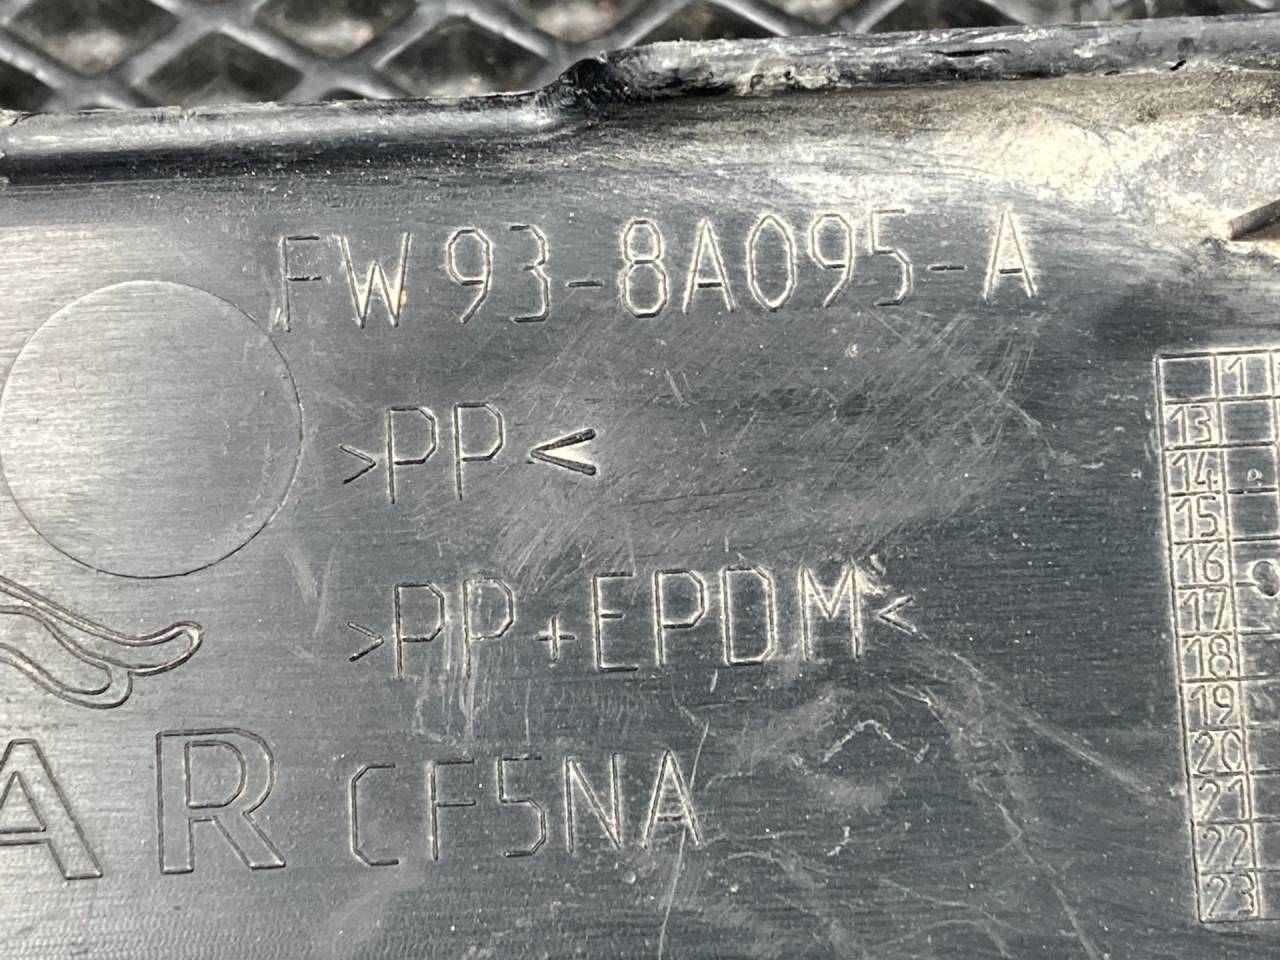 FW93-8A095-A
>PP<
>PP+EPDM<
AR
CF5NA
1
13
14
15
16
17
18
19
20
21
22
23